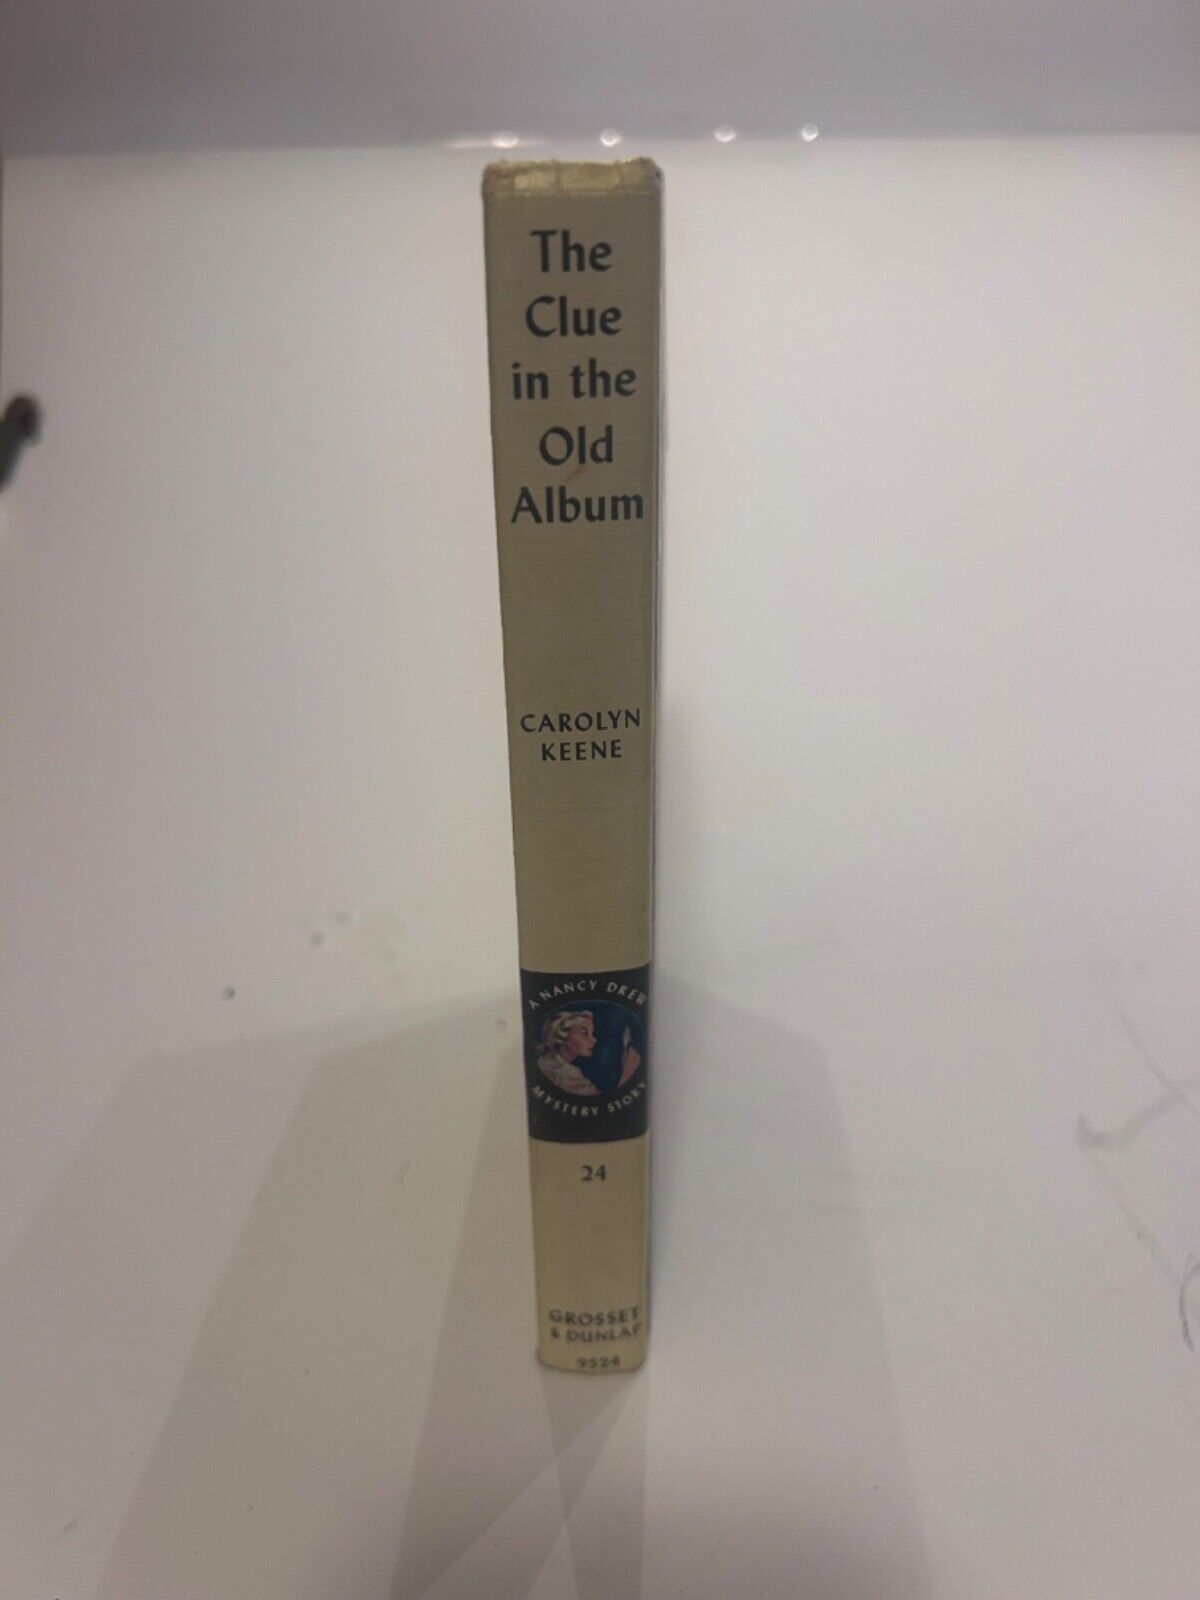 The
Clue
in the
Old
Album
CAROLYN
KEENE
A NANCY DREW
MYSTERY STORY
24
GROSSET
& DUNLAP
9524